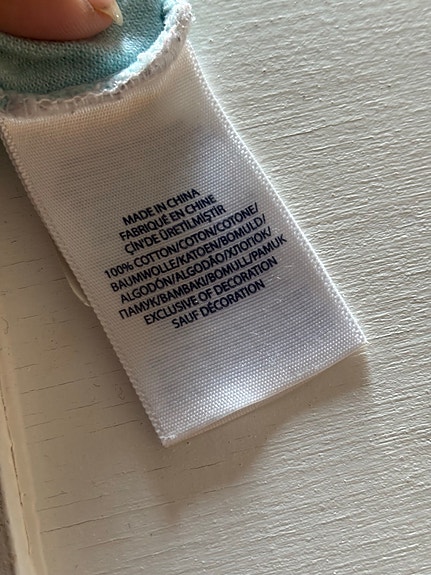 MADE IN CHINA
FABRIQUÉ EN CHINE
ÇİN'DE ÜRETİLMİŞTİR
100% COTTON/COTON/COTONE/
BAUMWOLLE/KATOEN/BOMULD/
ALGODÓN/ALGODÃO/ХЛОПОК/
ПАМУК/ΒΑΜΒΑΚΙ/BOMULL/PAMUK
EXCLUSIVE OF DECORATION
SAUF DÉCORATION